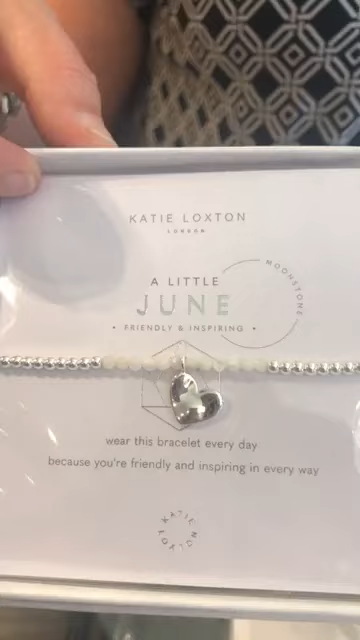 KATIE LOXTON
LONDON
A LITTLE
JUNE
• FRIENDLY & INSPIRING •
MOONSTONE
wear this bracelet every day
because you're friendly and inspiring in every way
KATIE LOXTON